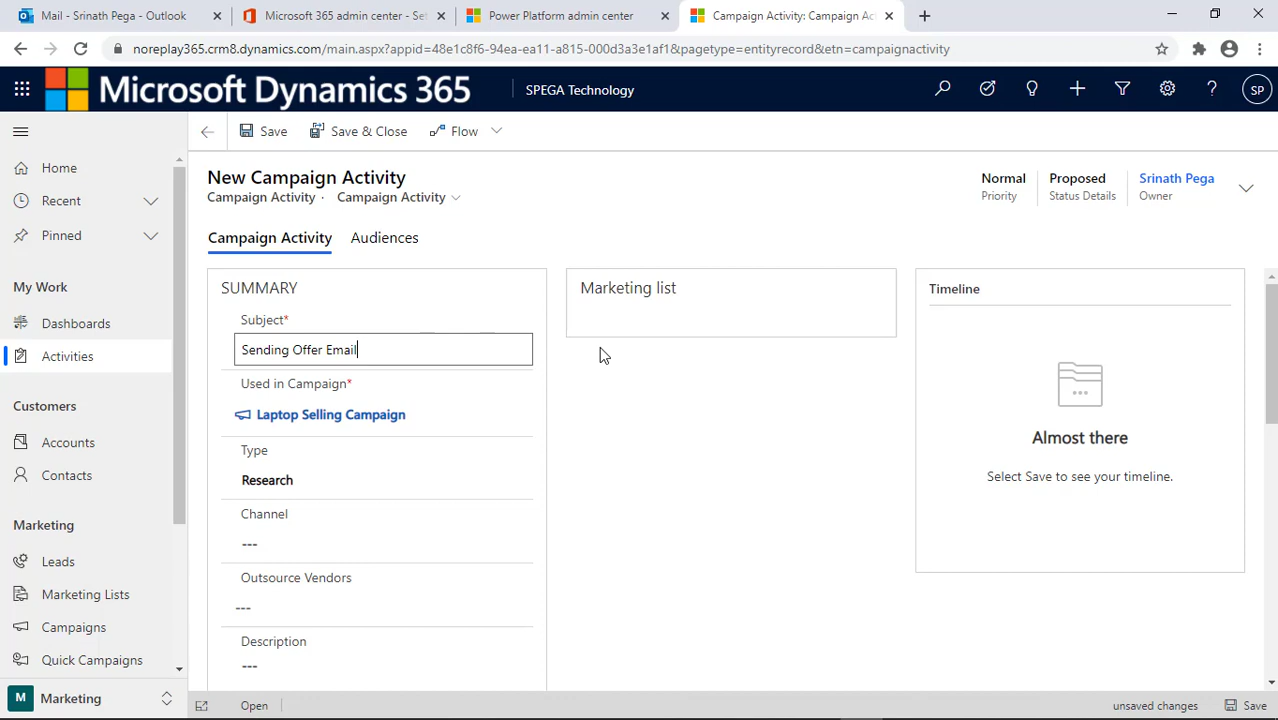 Mail - Srinath Pega - Outlook
Microsoft 365 admin center - Se
Power Platform admin center
Campaign Activity: Campaign Ac
noreplay365.crm8.dynamics.com/main.aspx?appid=48e1c8f6-94ea-ea11-a815-000d3a3e1af1&pagetype=entityrecord&etn=campaignactivity
Microsoft Dynamics 365
SPEGA Technology
SP
Save
Save & Close
Flow
Home
Recent
Pinned
My Work
Dashboards
Activities
Customers
Accounts
Contacts
Marketing
Leads
Marketing Lists
Campaigns
Quick Campaigns
M Marketing
New Campaign Activity
Campaign Activity · Campaign Activity
Normal
Priority
Proposed
Status Details
Srinath Pega
Owner
Campaign Activity
Audiences
SUMMARY
Subject*
Sending Offer Email
Used in Campaign*
Laptop Selling Campaign
Type
Research
Channel
---
Outsource Vendors
---
Description
---
Marketing list
Timeline
Almost there
Select Save to see your timeline.
Open
unsaved changes
Save